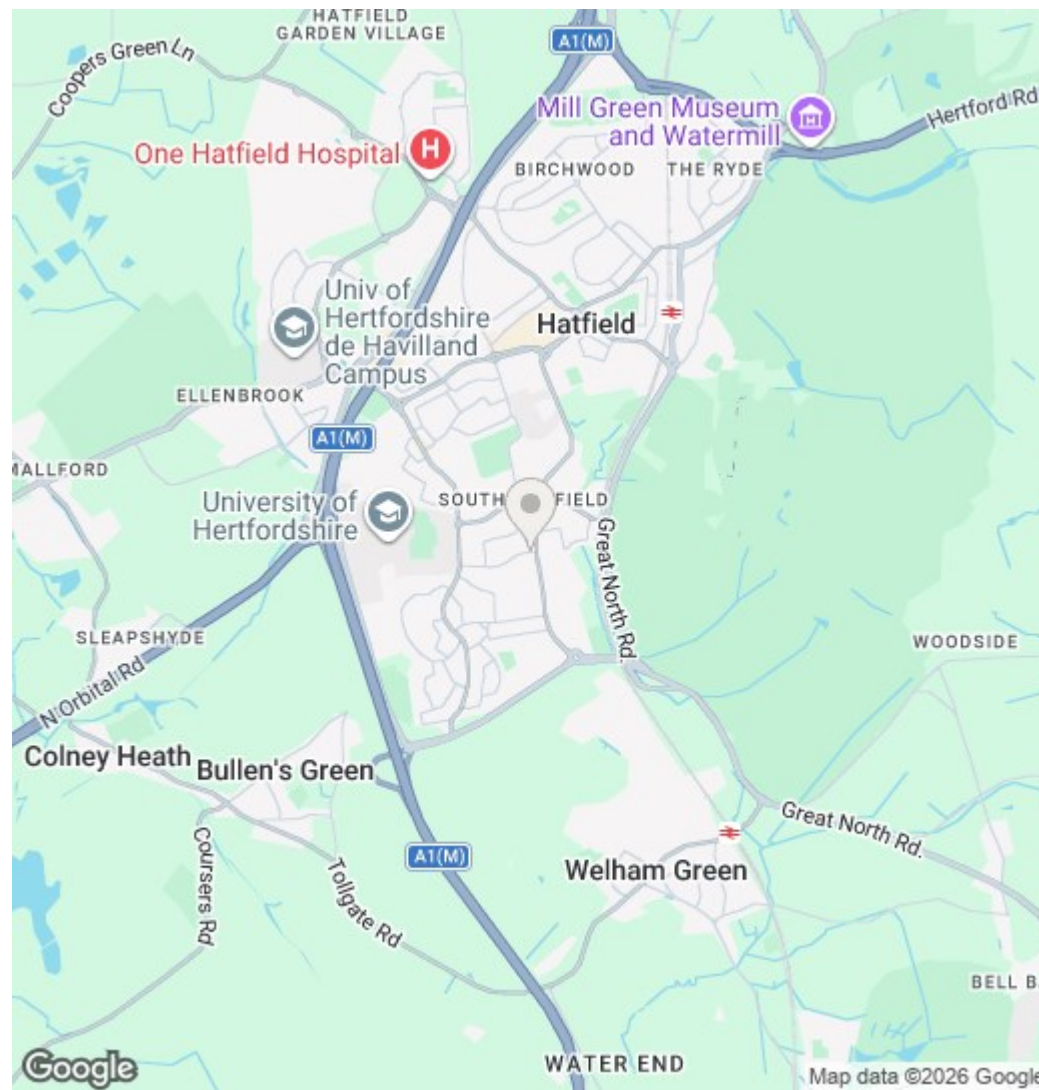 HATFIELD
GARDEN VILLAGE
Coopers Green Ln
A1(M)
Mill Green Museum
and Watermill
Hertford Rd
One Hatfield Hospital
H
BIRCHWOOD
THE RYDE
Univ of
Hertfordshire
de Havilland
Campus
Hatfield
ELLENBROOK
A1(M)
MALLFORD
University of
Hertfordshire
SOUTH
FIELD
Great North Rd.
SLEAPSHYDE
WOODSIDE
N Orbital Rd
Colney Heath
Bullen's Green
Great North Rd.
A1(M)
Coursers Rd
Tollgate Rd
Welham Green
BELL B
WATER END
Google
Map data ©2026 Google